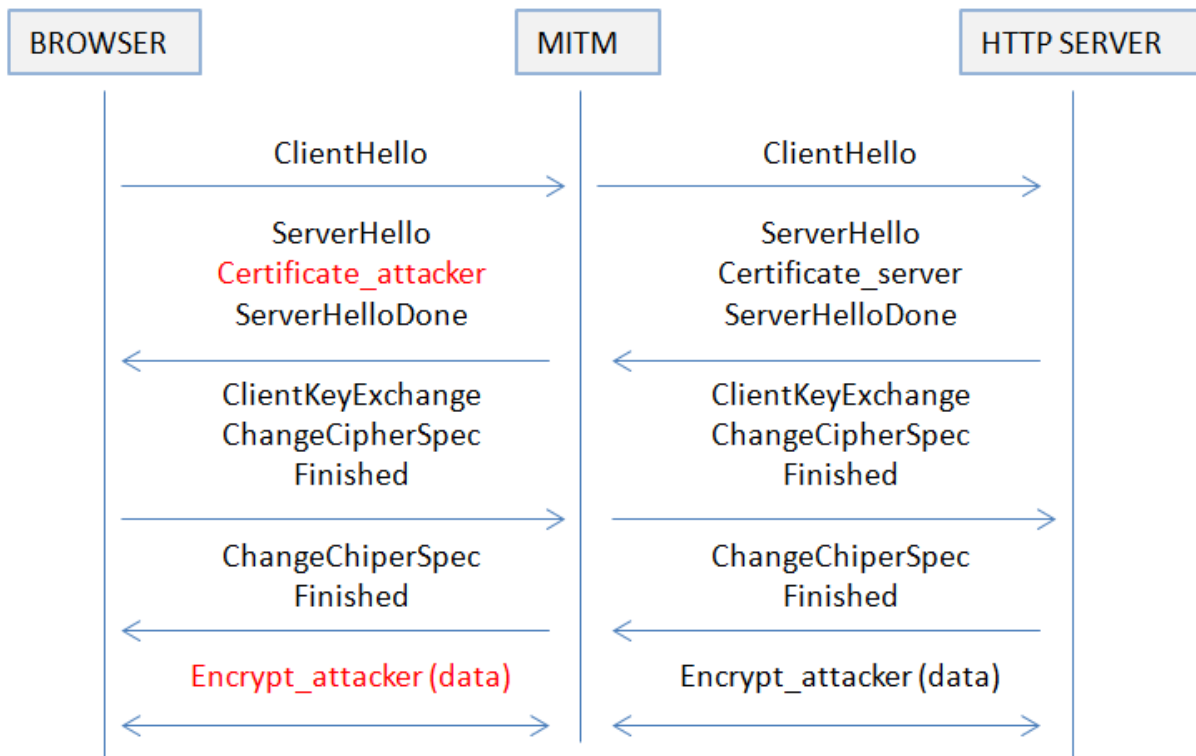 BROWSER MITM HTTP SERVER
ClientHello ClientHello
ServerHello ServerHello
Certificate_attacker Certificate_server
ServerHelloDone ServerHelloDone
ClientKeyExchange ClientKeyExchange
ChangeCipherSpec ChangeCipherSpec
Finished Finished
ChangeChiperSpec ChangeChiperSpec
Finished Finished
Encrypt_attacker (data) Encrypt_attacker (data)